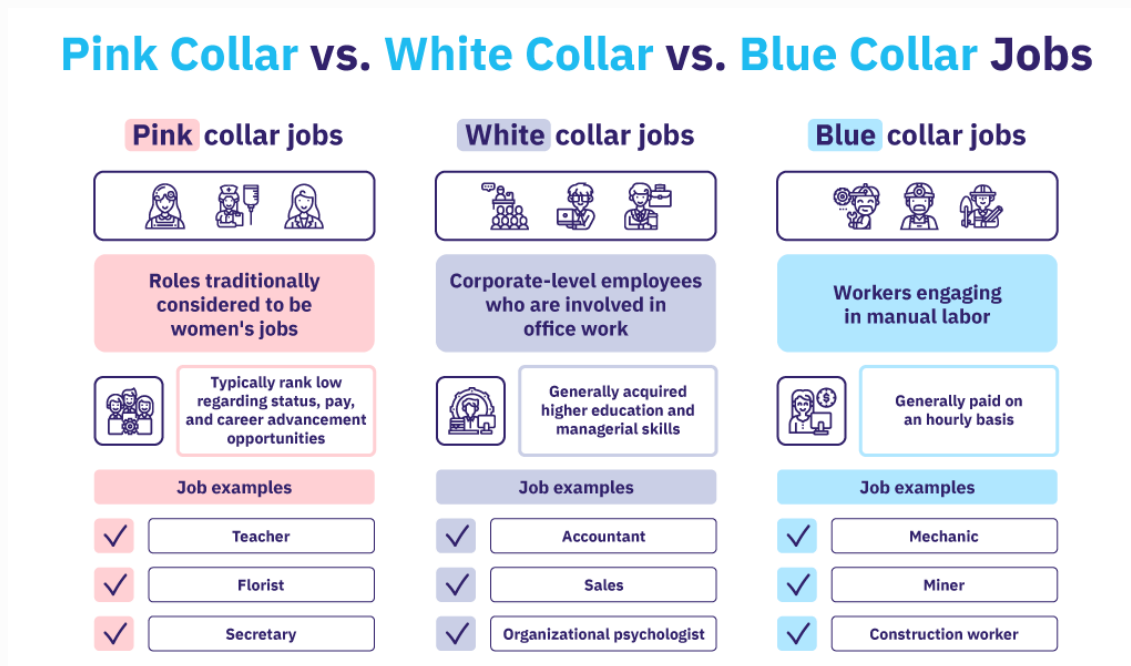 Pink Collar vs. White Collar vs. Blue Collar Jobs
Pink collar jobs
Roles traditionally
considered to be
women's jobs
Typically rank low
regarding status, pay,
and career advancement
opportunities
Job examples
Teacher
Florist
Secretary
White collar jobs
Corporate-level employees
who are involved in
office work
Generally acquired
higher education and
managerial skills
Job examples
Accountant
Sales
Organizational psychologist
Blue collar jobs
Workers engaging
in manual labor
Generally paid on
an hourly basis
Job examples
Mechanic
Miner
Construction worker